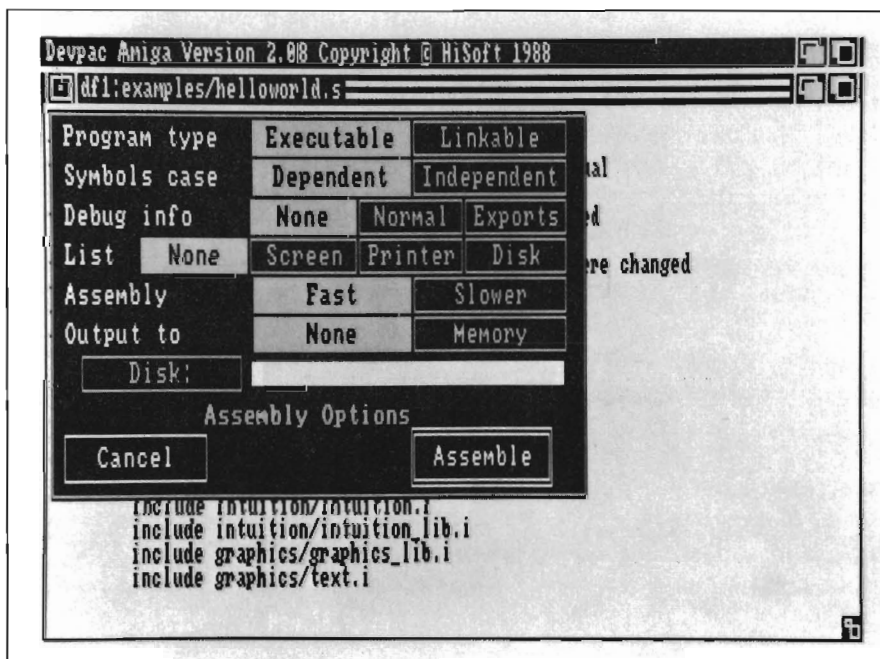 Devpac Amiga Version 2.08 Copyright © HiSoft 1988
df1:examples/helloworld.s
Program type Executable Linkable
Symbols case Dependent Independent
Debug info None Normal Exports
List None Screen Printer Disk
ere changed
Assembly Fast Slower
Output to None Memory
Disk:
Assembly Options
Cancel Assemble
include intuition/intuition.i
include intuition/intuition_lib.i
include graphics/graphics_lib.i
include graphics/text.i